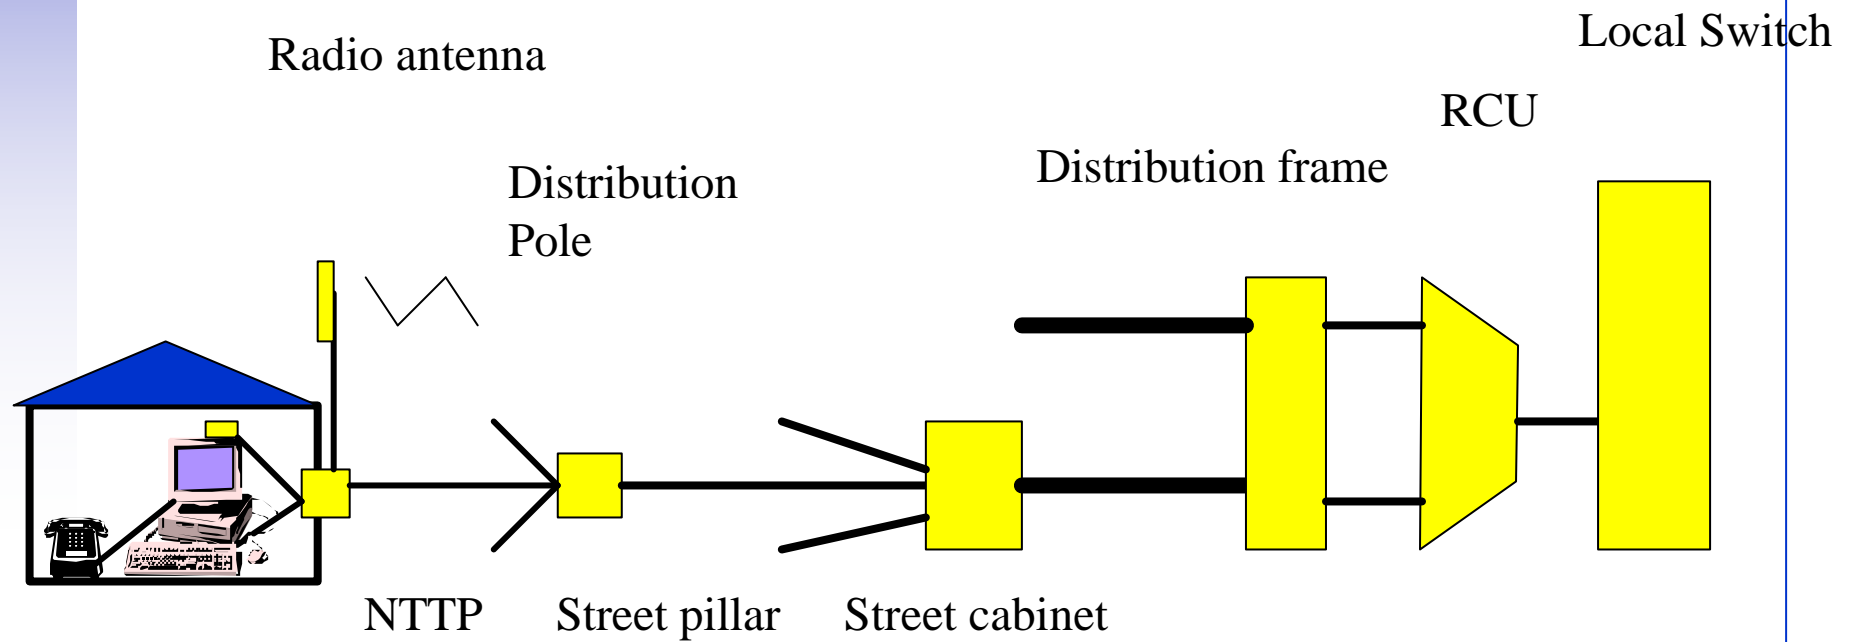 Local Switch
Radio antenna
RCU
Distribution frame
Distribution
Pole
NTTP
Street pillar
Street cabinet